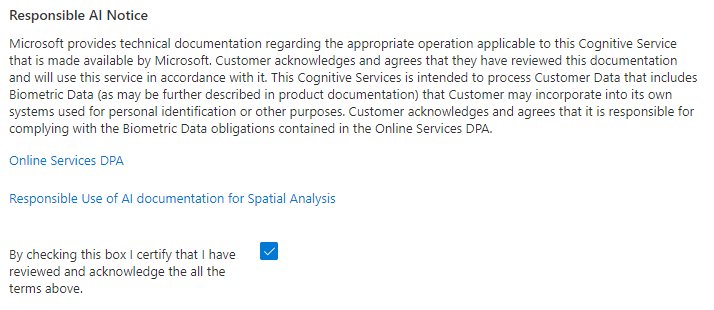 Responsible AI Notice
Microsoft provides technical documentation regarding the appropriate operation applicable to this Cognitive Service
that is made available by Microsoft. Customer acknowledges and agrees that they have reviewed this documentation
and will use this service in accordance with it. This Cognitive Services is intended to process Customer Data that includes
Biometric Data (as may be further described in product documentation) that Customer may incorporate into its own
systems used for personal identification or other purposes. Customer acknowledges and agrees that it is responsible for
complying with the Biometric Data obligations contained in the Online Services DPA.
Online Services DPA
Responsible Use of AI documentation for Spatial Analysis
By checking this box I certify that I have
reviewed and acknowledge the all the
terms above.